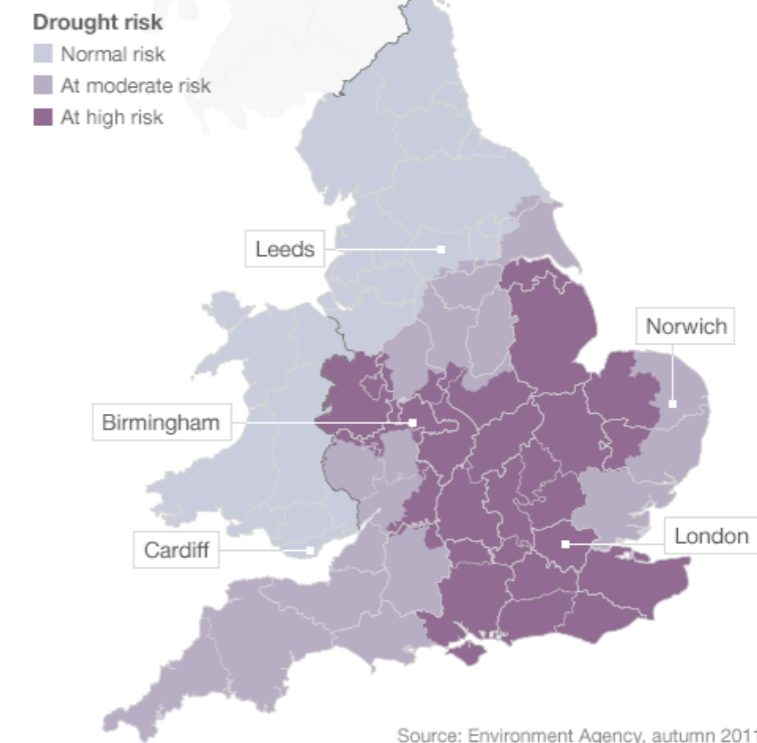 Drought risk
Normal risk
At moderate risk
At high risk
Leeds
Norwich
Birmingham
Cardiff
London
Source: Environment Agency, autumn 2011